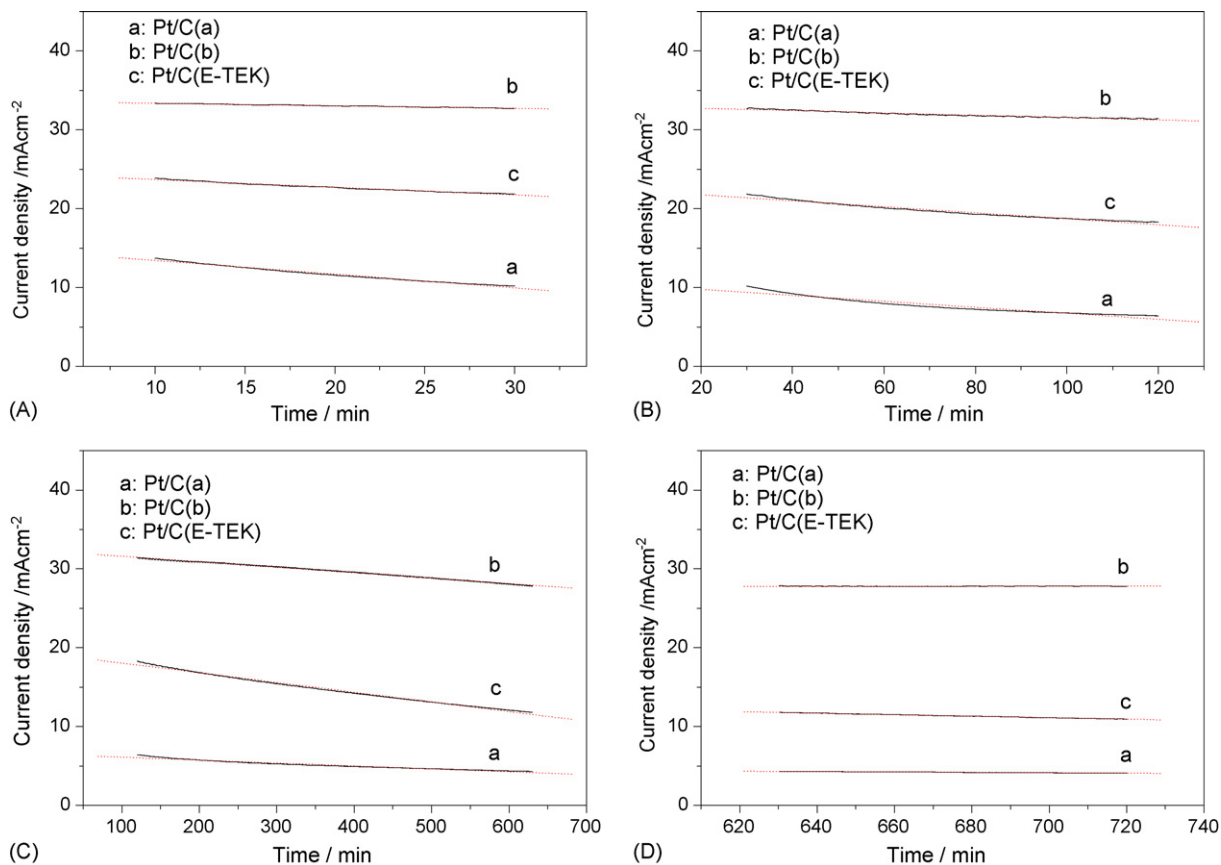 a: Pt/C(a)
b: Pt/C(b)
c: Pt/C(E-TEK)
b
c
a
40
30
20
10
0
Current density /mAcm⁻²
10 15 20 25 30
Time / min
(A)
a: Pt/C(a)
b: Pt/C(b)
c: Pt/C(E-TEK)
b
c
a
40
30
20
10
0
Current density /mAcm⁻²
20 40 60 80 100 120
Time / min
(B)
a: Pt/C(a)
b: Pt/C(b)
c: Pt/C(E-TEK)
b
c
a
40
30
20
10
0
Current density /mAcm⁻²
100 200 300 400 500 600 700
Time / min
(C)
a: Pt/C(a)
b: Pt/C(b)
c: Pt/C(E-TEK)
b
c
a
40
30
20
10
0
Current density /mAcm⁻²
620 640 660 680 700 720 740
Time / min
(D)